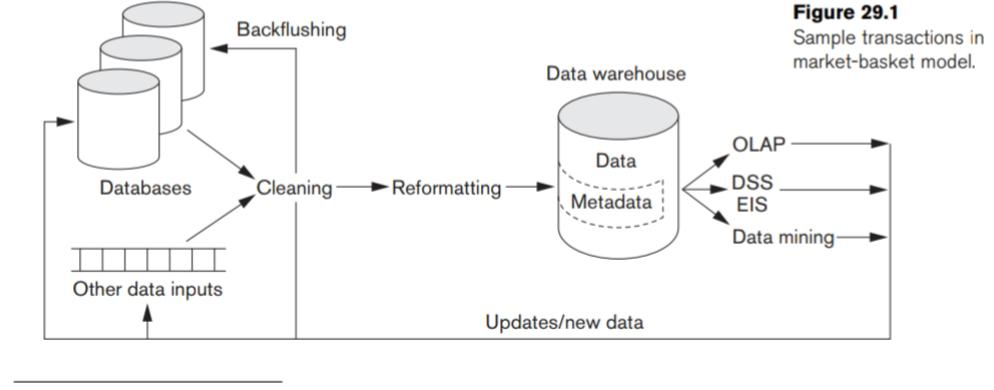 Figure 29.1
Sample transactions in
market-basket model.
Backflushing
Data warehouse
Databases
Cleaning
Reformatting
Data
Metadata
OLAP
DSS
EIS
Data mining
Other data inputs
Updates/new data